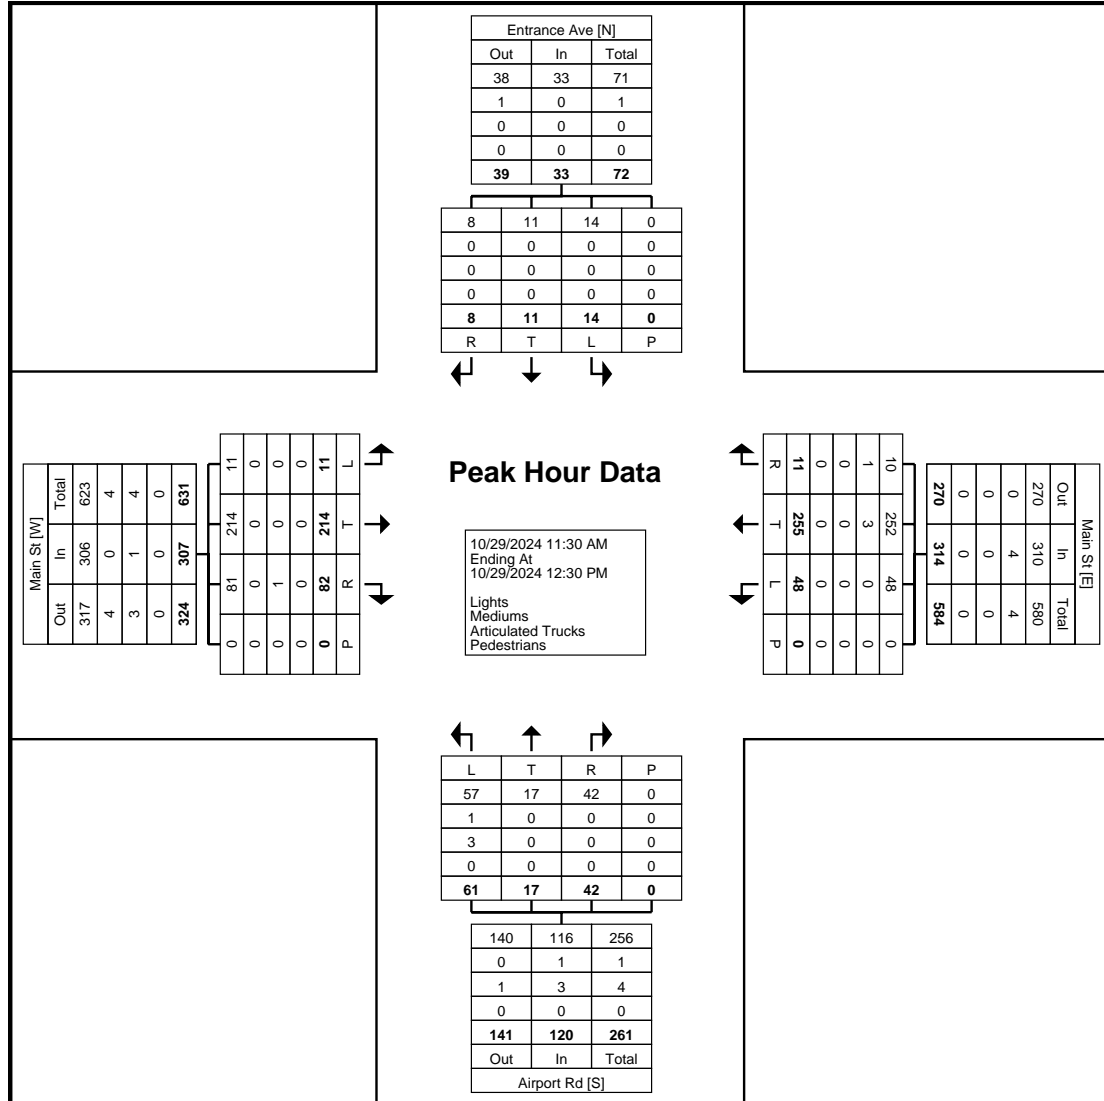 Entrance Ave [N]
Out In Total
38 33 71
1 0 1
0 0 0
0 0 0
39 33 72
8 11 14 0
0 0 0 0
0 0 0 0
0 0 0 0
8 11 14 0
R T L P
Main St [W]
Total 623 4 4 0 631
In 306 0 1 0 307
Out 317 4 3 0 324
11 0 0 0 11 L
214 0 0 0 214 T
81 0 1 0 82 R
0 0 0 0 0 P
Peak Hour Data
10/29/2024 11:30 AM
Ending At
10/29/2024 12:30 PM
Lights
Mediums
Articulated Trucks
Pedestrians
R 11 0 0 1 10
T 255 0 0 3 252
L 48 0 0 0 48
P 0 0 0 0 0
270 0 0 0 270 Out
314 0 0 4 310 In
584 0 0 4 580 Total
Main St [E]
L T R P
57 17 42 0
1 0 0 0
3 0 0 0
0 0 0 0
61 17 42 0
140 116 256
0 1 1
1 3 4
0 0 0
141 120 261
Out In Total
Airport Rd [S]